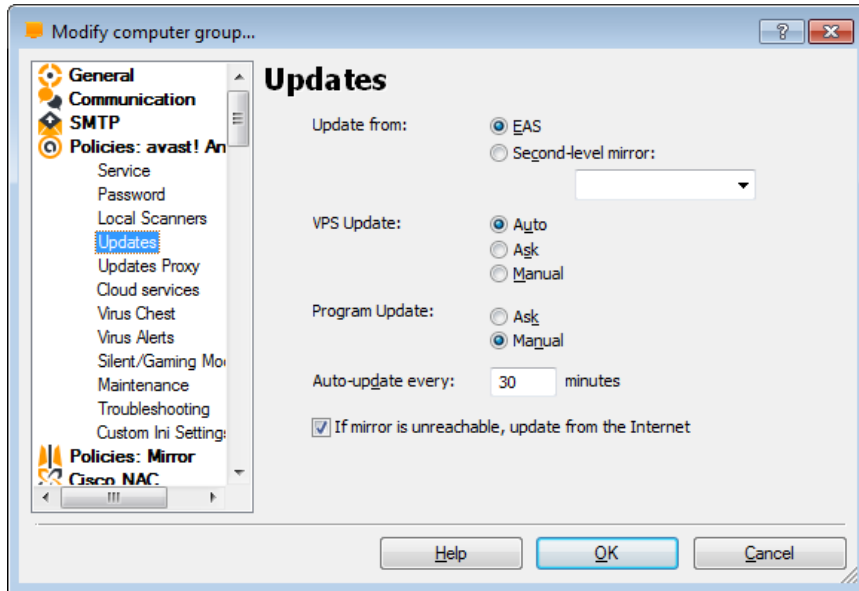 Modify computer group...
General
Communication
SMTP
Policies: avast! An
Service
Password
Local Scanners
Updates
Updates Proxy
Cloud services
Virus Chest
Virus Alerts
Silent/Gaming Mo
Maintenance
Troubleshooting
Custom Ini Setting
Policies: Mirror
Cisco NAC
Updates
Update from:
EAS
Second-level mirror:
VPS Update:
Auto
Ask
Manual
Program Update:
Ask
Manual
Auto-update every: 30 minutes
If mirror is unreachable, update from the Internet
Help
OK
Cancel